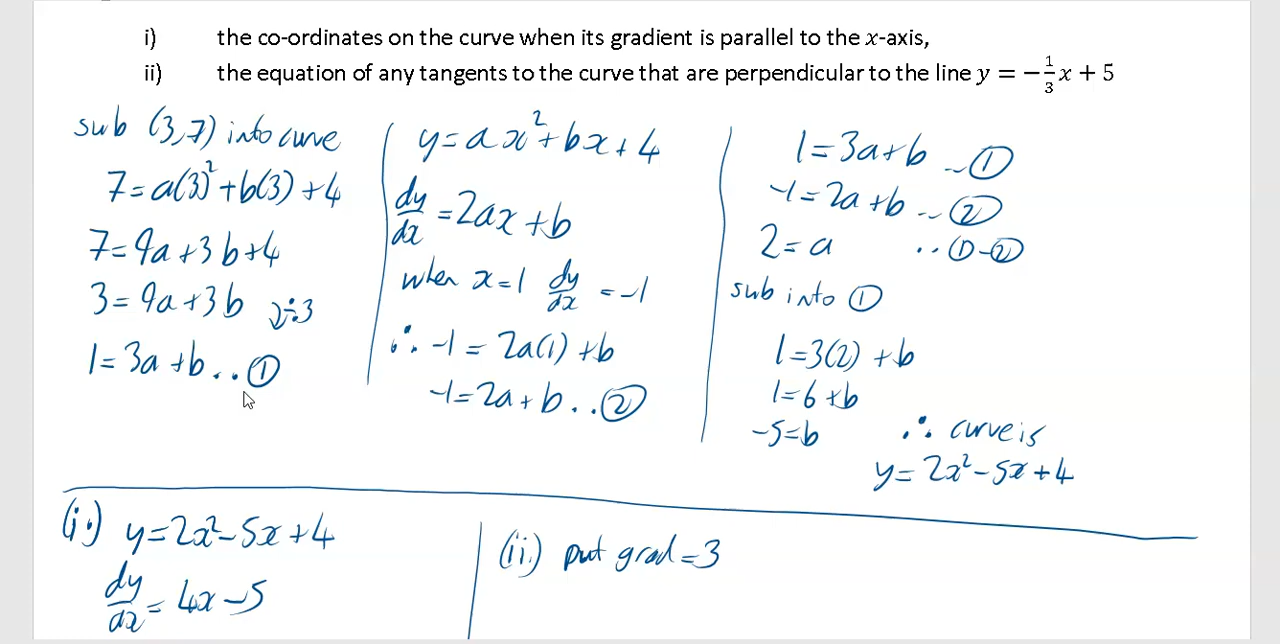 i) the co-ordinates on the curve when its gradient is parallel to the x-axis,
ii) the equation of any tangents to the curve that are perpendicular to the line y = −1/3 x + 5
sub (3,7) into curve
7=a(3)²+b(3)+4
7=9a+3b+4
3=9a+3b ÷3
1=3a+b..①
y=ax²+bx+4
dy/dx=2ax+b
when x=1 dy/dx=-1
∴ -1=2a(1)+b
-1=2a+b..②
1=3a+b ..①
-1=2a+b ..②
2=a ..①-②
sub into ①
1=3(2)+b
1=6+b
-5=b
∴ curve is
y=2x²-5x+4
(i.) y=2x²-5x+4
dy/dx=4x-5
(ii.) put grad=3